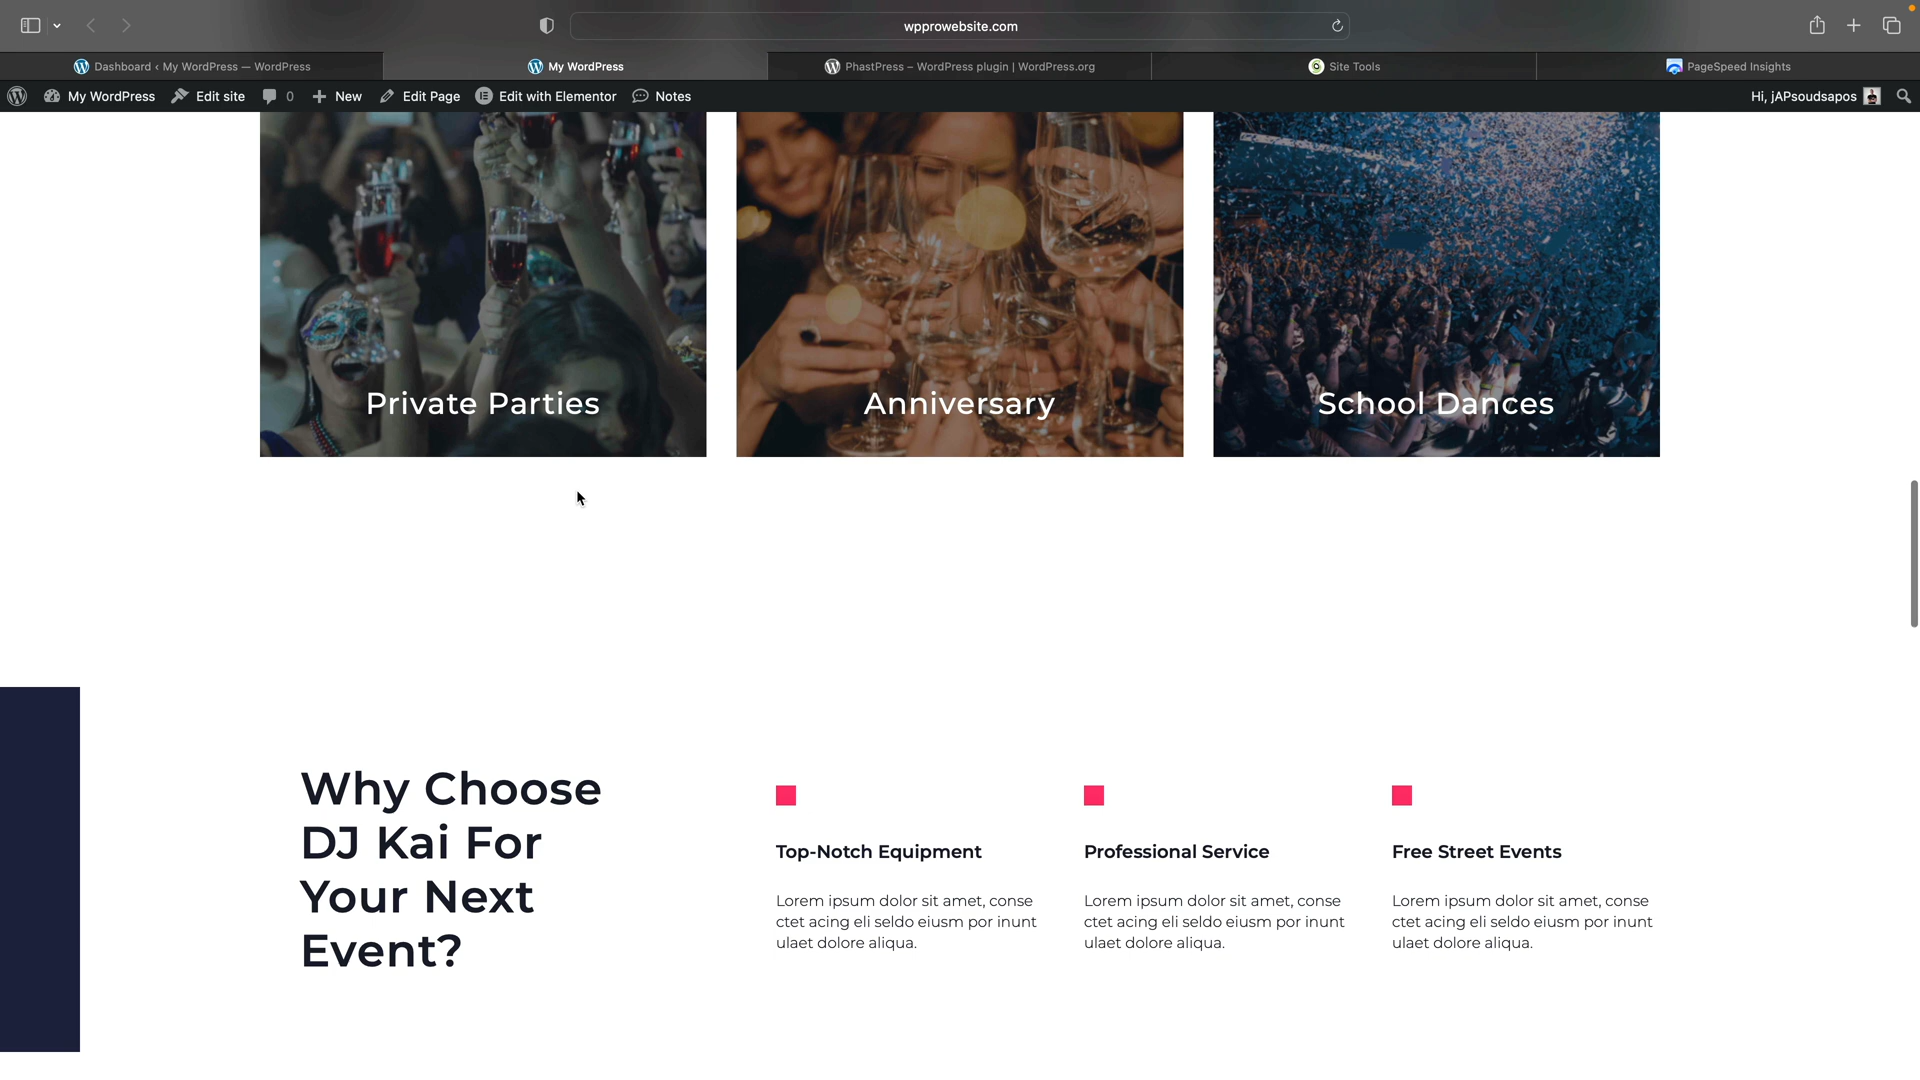 wpprowebsite.com
Dashboard ‹ My WordPress — WordPress
My WordPress
PhastPress – WordPress plugin | WordPress.org
Site Tools
PageSpeed Insights
My WordPress
Edit site
0
New
Edit Page
Edit with Elementor
Notes
Hi, jAPsoudsapos
Private Parties
Anniversary
School Dances
Why Choose
DJ Kai For
Your Next
Event?
Top-Notch Equipment
Lorem ipsum dolor sit amet, conse
ctet acing eli seldo eiusm por inunt
ulaet dolore aliqua.
Professional Service
Lorem ipsum dolor sit amet, conse
ctet acing eli seldo eiusm por inunt
ulaet dolore aliqua.
Free Street Events
Lorem ipsum dolor sit amet, conse
ctet acing eli seldo eiusm por inunt
ulaet dolore aliqua.